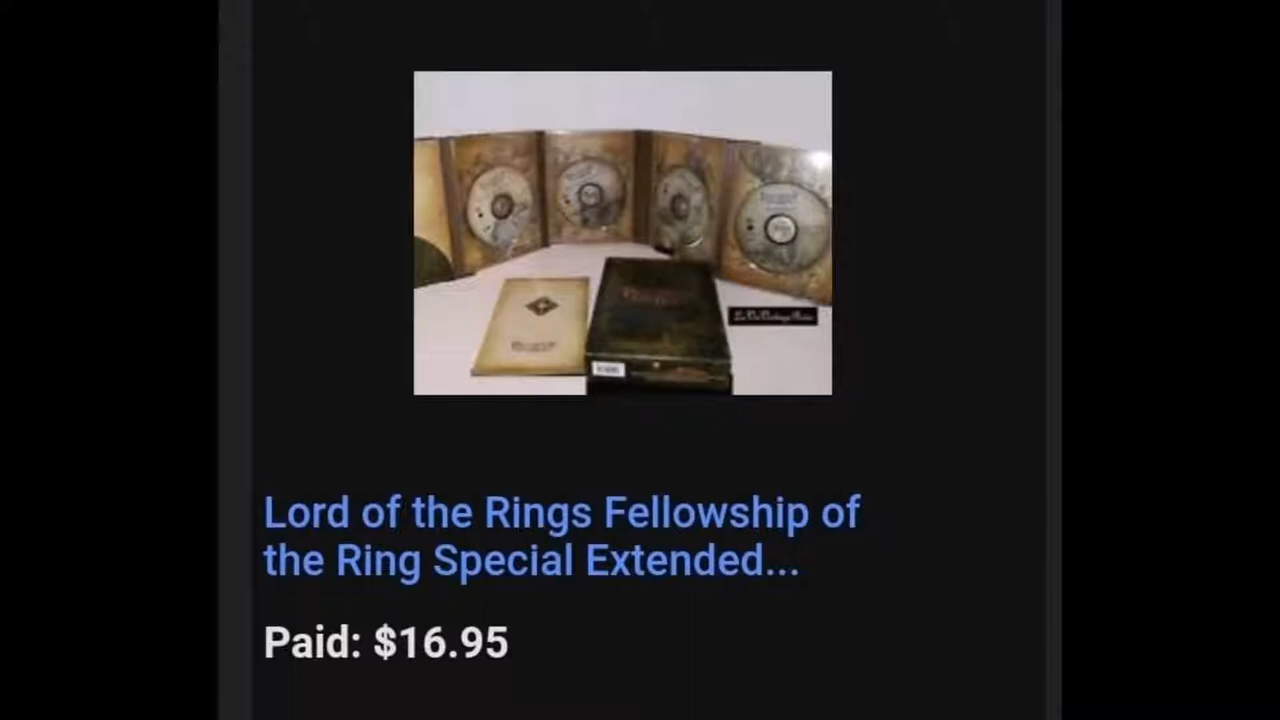 Lord of the Rings Fellowship of
the Ring Special Extended...
Paid: $16.95